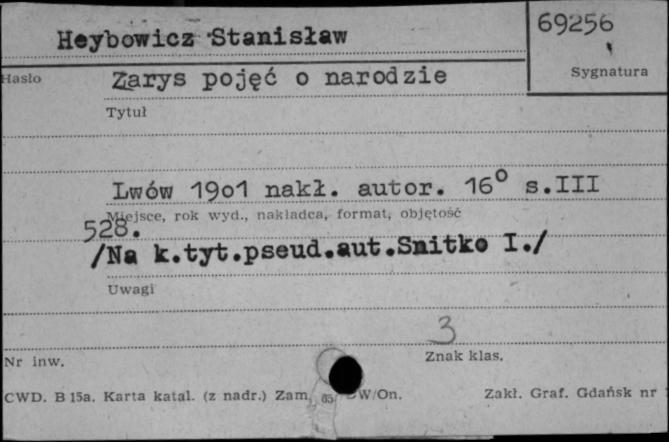 69256
Heybowicz Stanisław
Hasło
Sygnatura
Zarys pojęć o narodzie
Tytuł
Lwów 1901 nakł. autor. 16° s.III
Miejsce, rok wyd., nakładca, format, objętość
528.
/Na k.tyt.pseud.aut.Snitko I./
Uwagi
3
Nr inw.
Znak klas.
CWD. B 15a. Karta katal. (z nadr.) Zam. 65 DW/On.
Zakł. Graf. Gdańsk nr